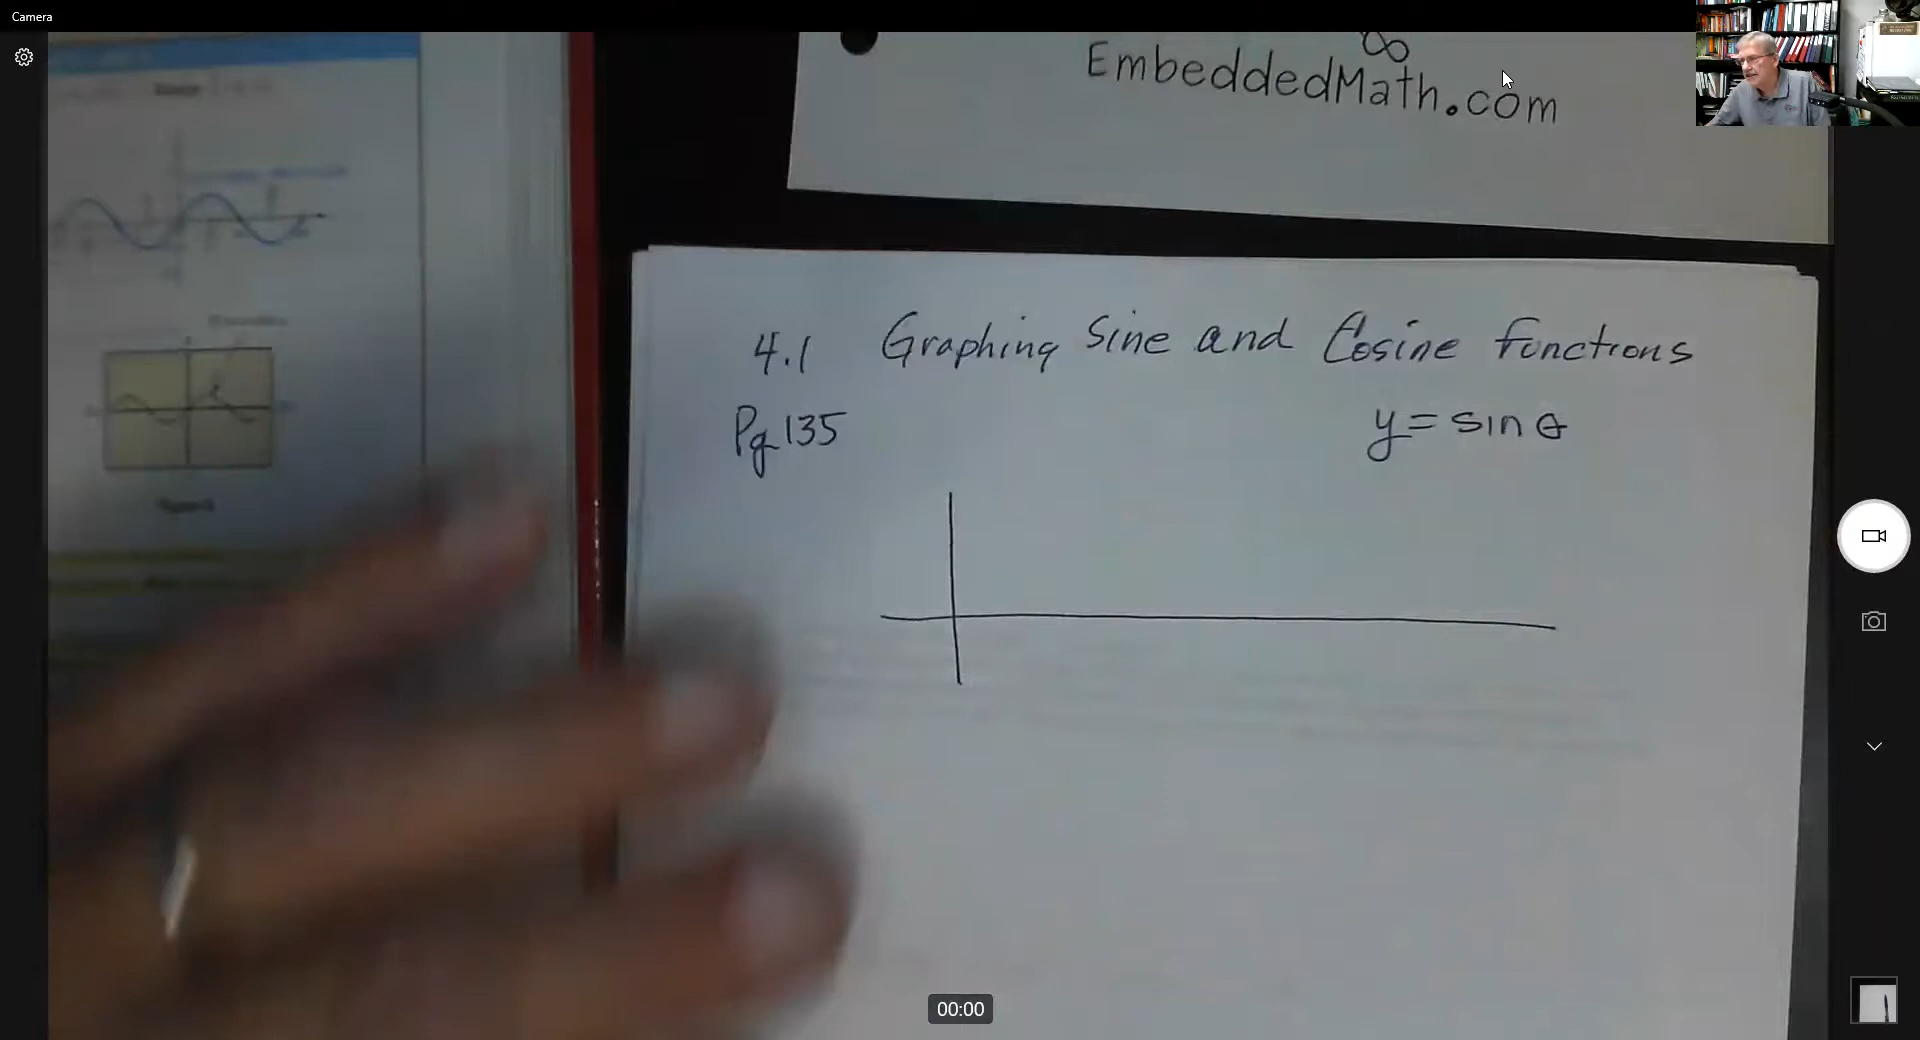 Camera
∞
EmbeddedMath.com
4.1 Graphing Sine and Cosine functions
Pg 135
y = sin θ
00:00